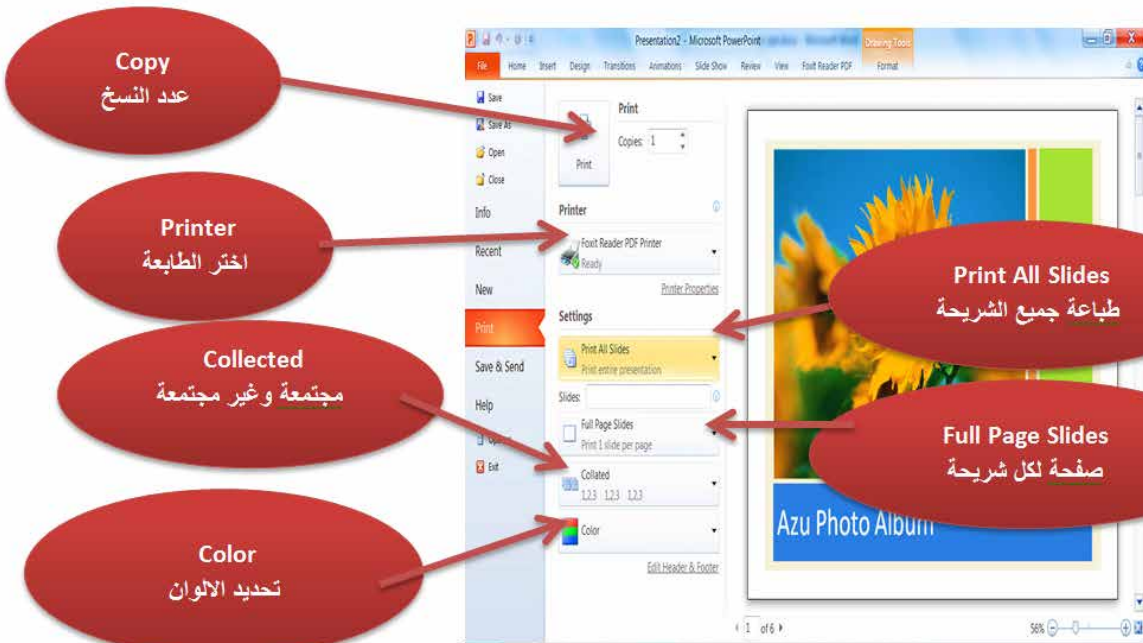 Copy
عدد النسخ
Printer
اختر الطابعة
Collected
مجتمعة وغير مجتمعة
Color
تحديد الالوان
Print All Slides
طباعة جميع الشريحة
Full Page Slides
صفحة لكل شريحة
Presentation2 - Microsoft PowerPoint
Drawing Tools
File Home Insert Design Transitions Animations Slide Show Review View Foxit Reader PDF Format
Save
Save As
Open
Close
Info
Recent
New
Print
Save & Send
Help
Exit
Print
Copies: 1
Print
Printer
Foxit Reader PDF Printer
Ready
Printer Properties
Settings
Print All Slides
Print entire presentation
Slides:
Full Page Slides
Print 1 slide per page
Collated
1,2,3 1,2,3 1,2,3
Color
Edit Header & Footer
Azu Photo Album
1 of 6
56%